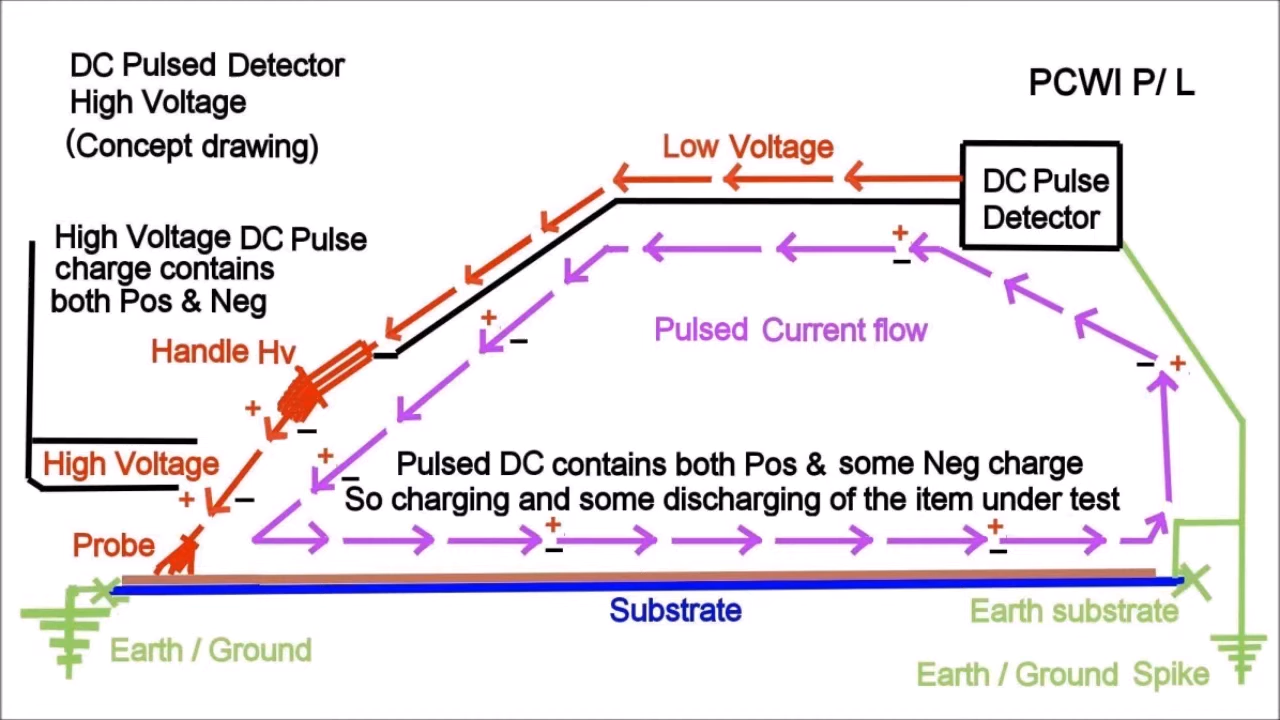 DC Pulsed Detector
High Voltage
(Concept drawing)
PCWI P/ L
Low Voltage
DC Pulse
Detector
High Voltage DC Pulse
charge contains
both Pos & Neg
+
−
Pulsed Current flow
+
−
Handle Hv
− +
+
−
Pulsed DC contains both Pos & some Neg charge
So charging and some discharging of the item under test
+
−
High Voltage
+ −
Probe
+
−
+
−
Substrate
Earth substrate
Earth / Ground
Earth / Ground Spike